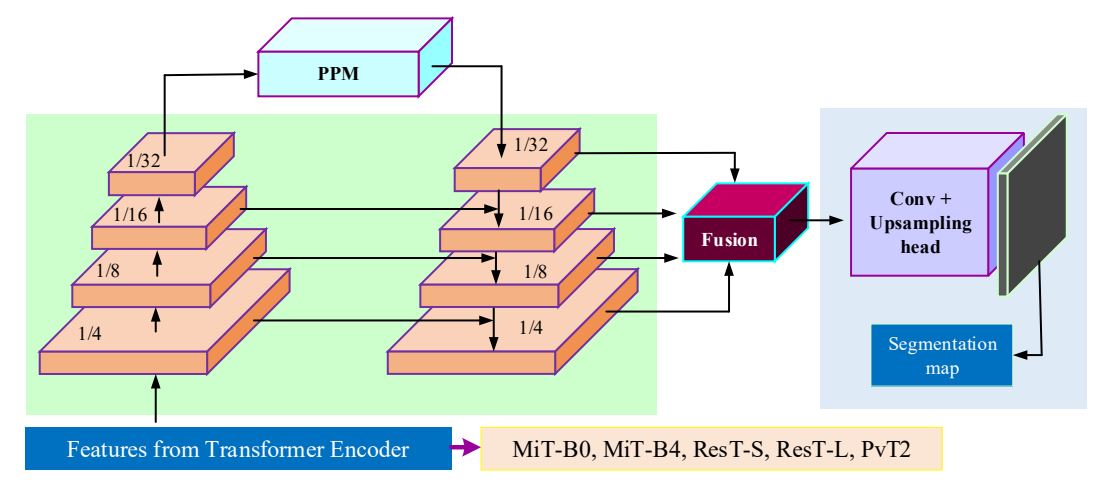 PPM
1/32
1/16
1/8
1/4
1/32
1/16
1/8
1/4
Fusion
Conv +
Upsampling
head
Segmentation
map
Features from Transformer Encoder
MiT-B0, MiT-B4, ResT-S, ResT-L, PvT2